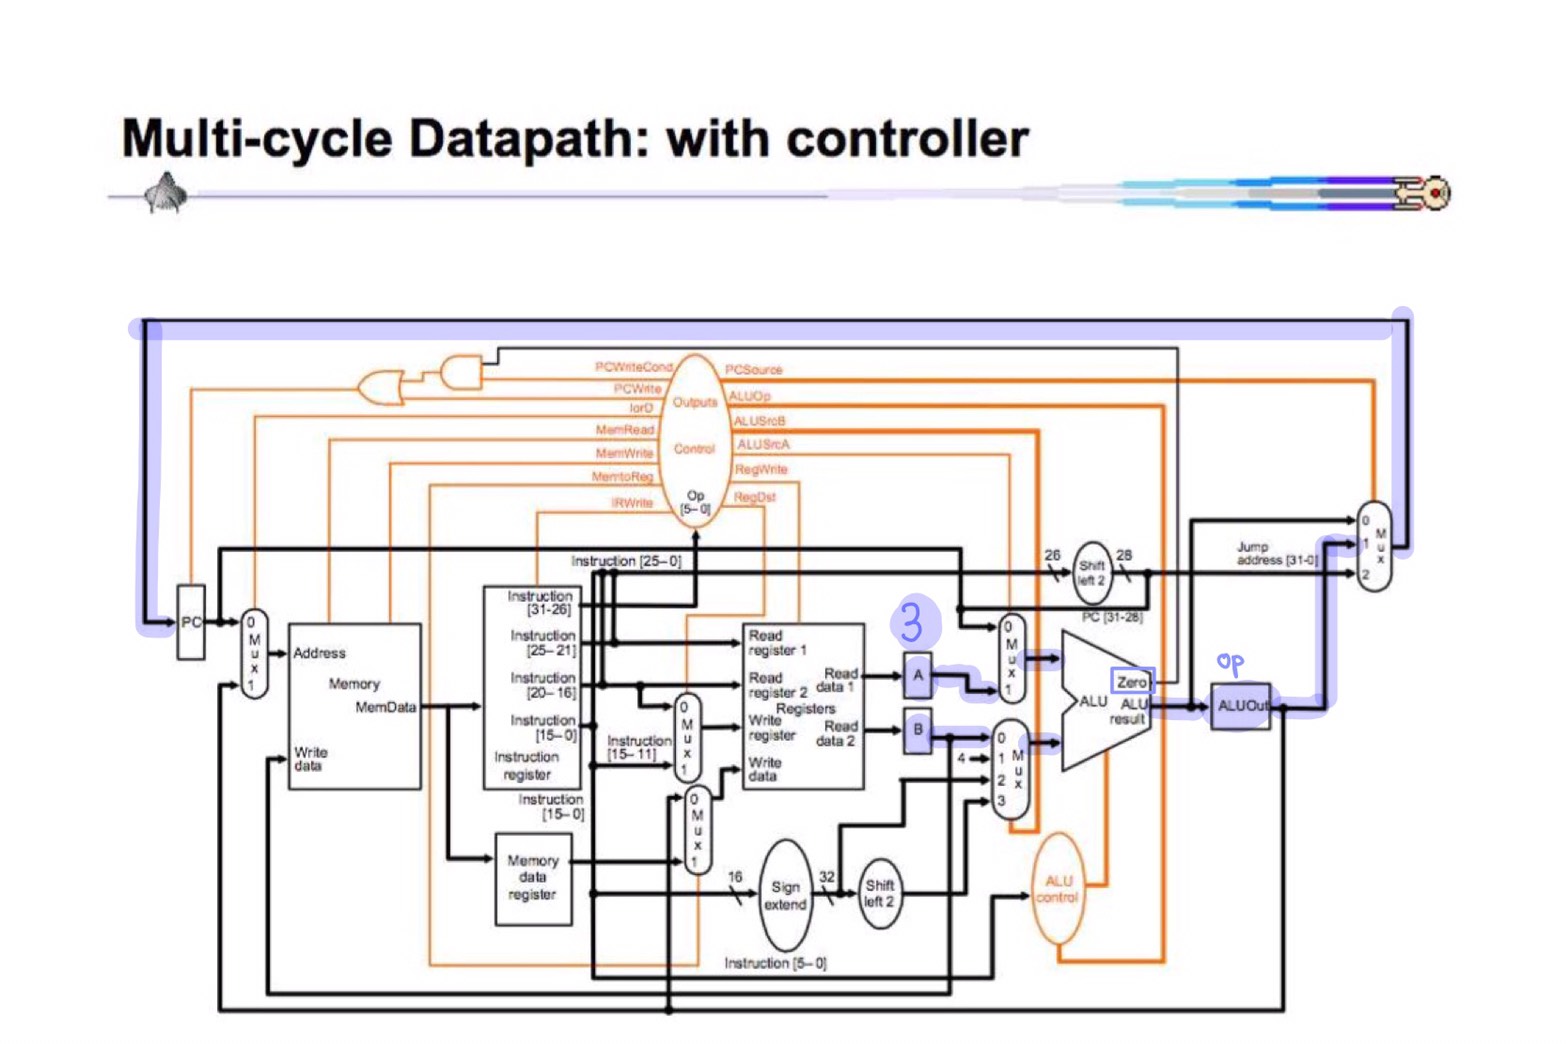 Multi-cycle Datapath: with controller
PCWriteCond
PCWrite
IorD
MemRead
MemWrite
MemtoReg
IRWrite
Outputs
Control
Op
[5–0]
PCSource
ALUOp
ALUSrcB
ALUSrcA
RegWrite
RegDst
PC
0
M
u
x
1
Address
Memory
MemData
Write
data
Instruction [25–0]
Instruction
[31-26]
Instruction
[25–21]
Instruction
[20–16]
Instruction
[15–0]
Instruction
register
Instruction
[15–0]
Memory
data
register
0
M
u
x
1
Instruction
[15–11]
0
M
u
x
1
Read
register 1
Read
register 2
Registers
Write
register
Write
data
Read
data 1
Read
data 2
16
Sign
extend
32
Shift
left 2
Instruction [5–0]
3
A
B
4
0
M
u
x
1
0
1
2
3
M
u
x
26
Shift
left 2
28
PC [31-28]
Jump
address [31-0]
Zero
ALU
ALU
result
ALU
control
op
ALUOut
0
1
2
M
u
x